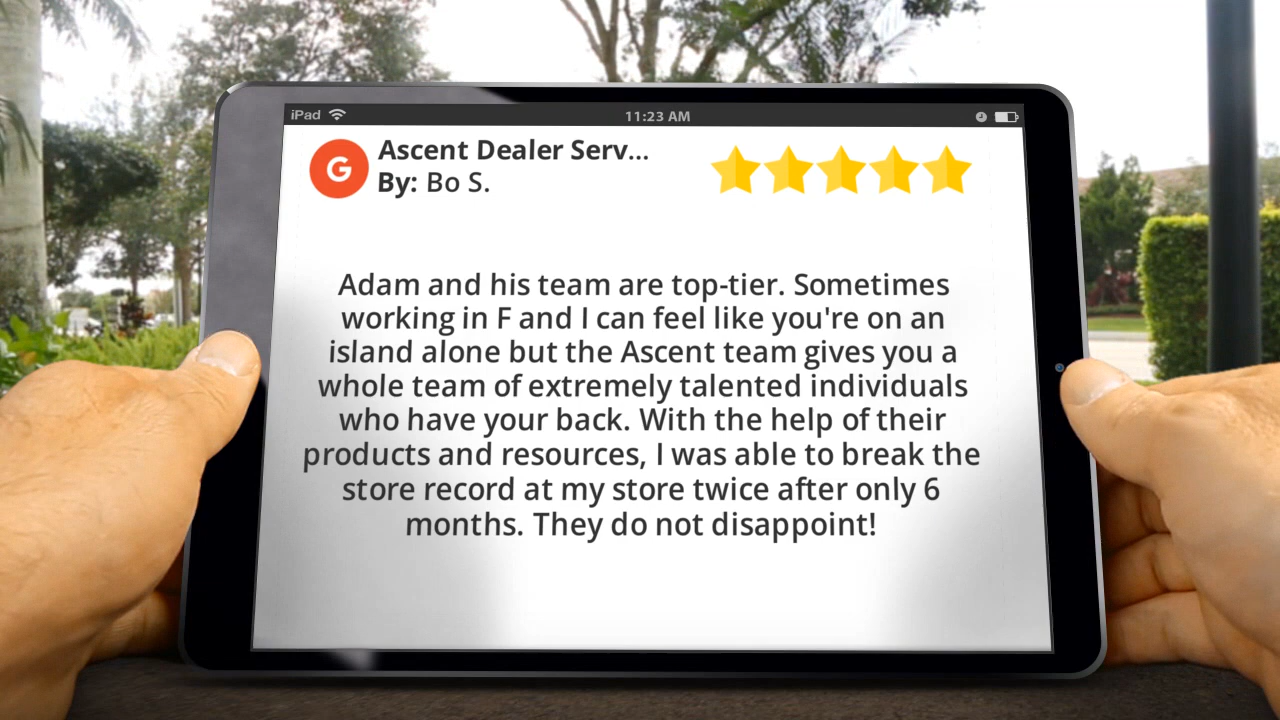 iPad
11:23 AM
G
Ascent Dealer Serv...
By: Bo S.
Adam and his team are top-tier. Sometimes
working in F and I can feel like you're on an
island alone but the Ascent team gives you a
whole team of extremely talented individuals
who have your back. With the help of their
products and resources, I was able to break the
store record at my store twice after only 6
months. They do not disappoint!